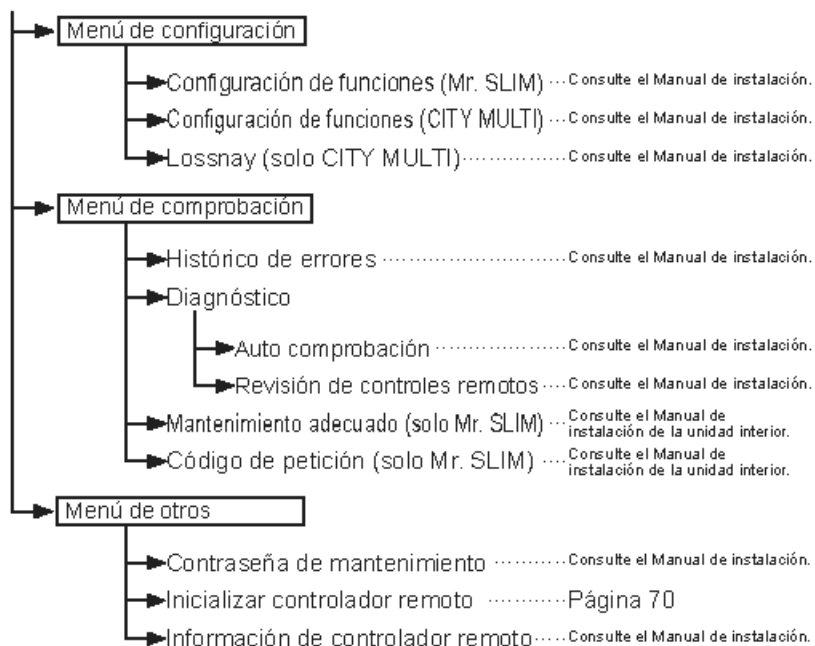 Menú de configuración
Configuración de funciones (Mr. SLIM) ··· Consulte el Manual de instalación.
Configuración de funciones (CITY MULTI) ··· Consulte el Manual de instalación.
Lossnay (solo CITY MULTI) ··············· Consulte el Manual de instalación.
Menú de comprobación
Histórico de errores ·························· Consulte el Manual de instalación.
Diagnóstico
Auto comprobación ··················· Consulte el Manual de instalación.
Revisión de controles remotos ···· Consulte el Manual de instalación.
Mantenimiento adecuado (solo Mr. SLIM) ··· Consulte el Manual de
instalación de la unidad interior.
Código de petición (solo Mr. SLIM) ···· Consulte el Manual de
instalación de la unidad interior.
Menú de otros
Contraseña de mantenimiento ··········· Consulte el Manual de instalación.
Inicializar controlador remoto ··········· Página 70
Información de controlador remoto ····· Consulte el Manual de instalación.